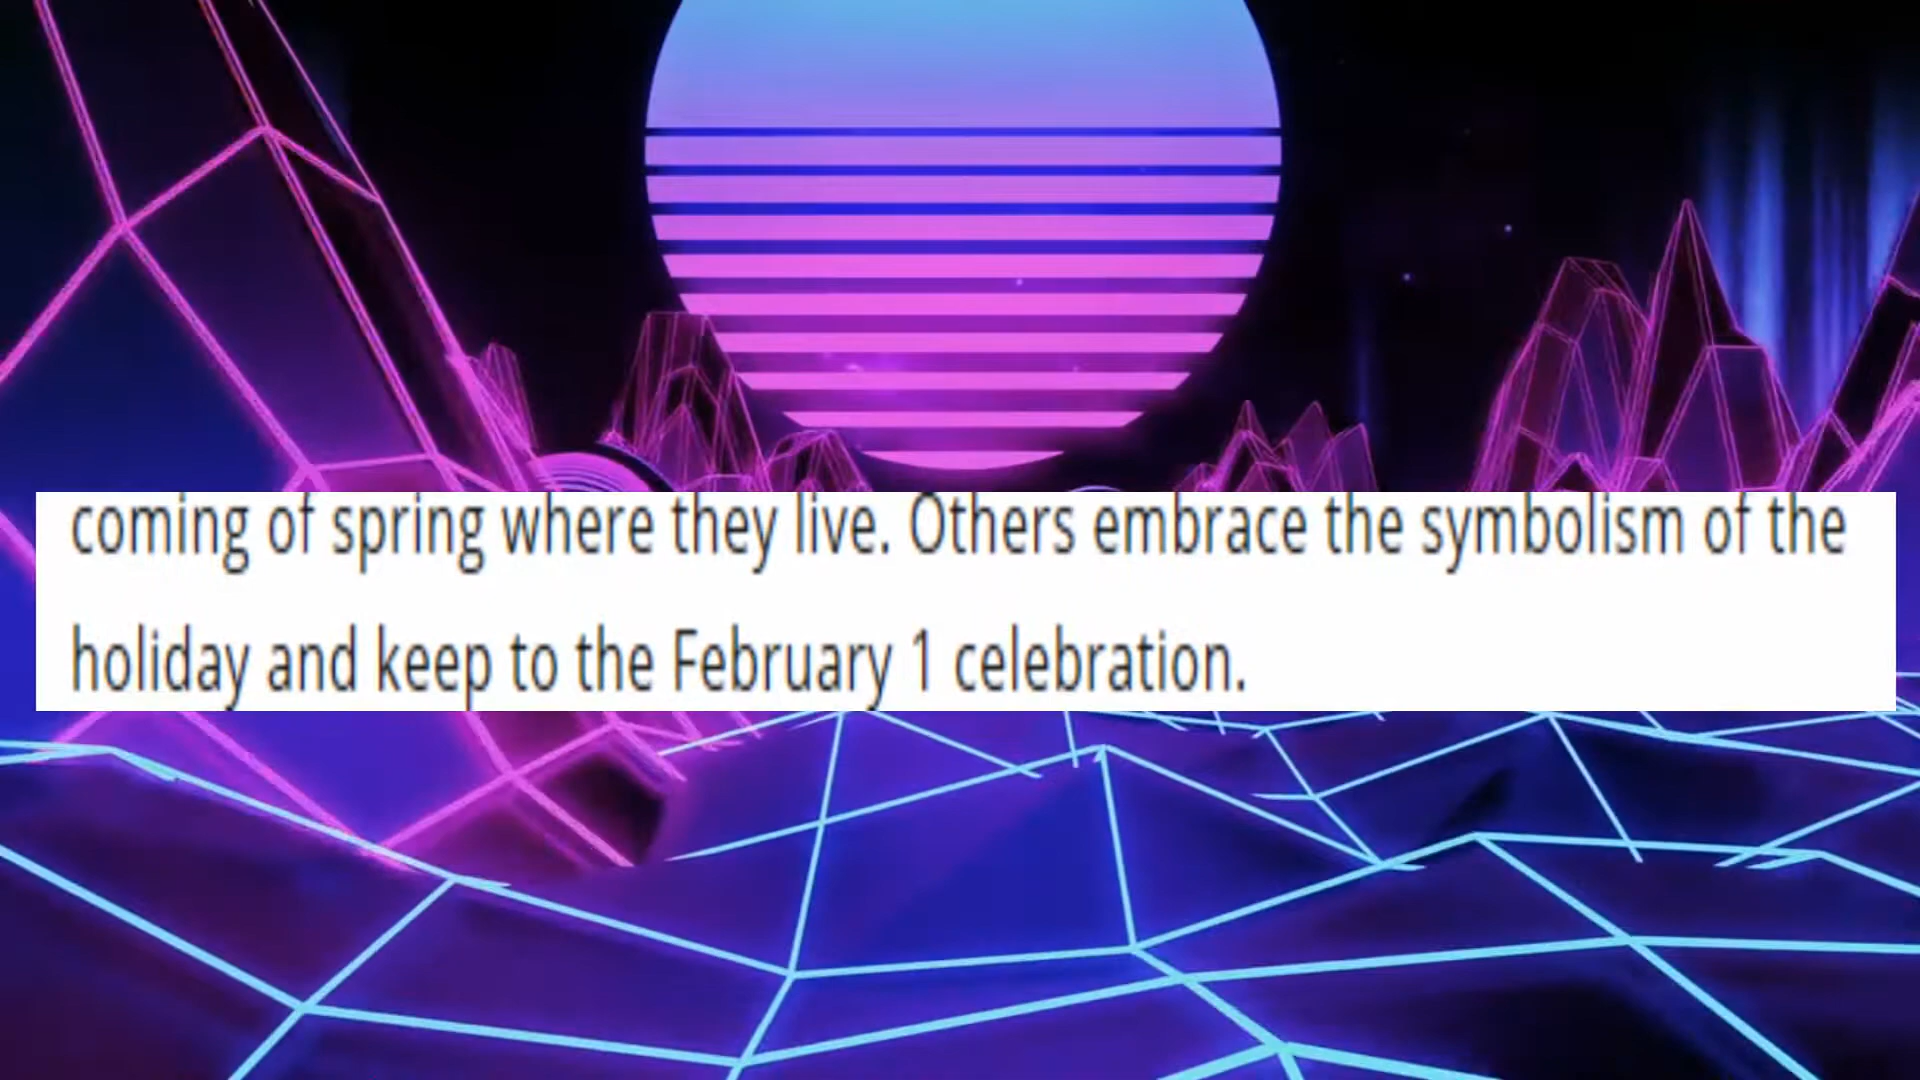 coming of spring where they live. Others embrace the symbolism of the
holiday and keep to the February 1 celebration.